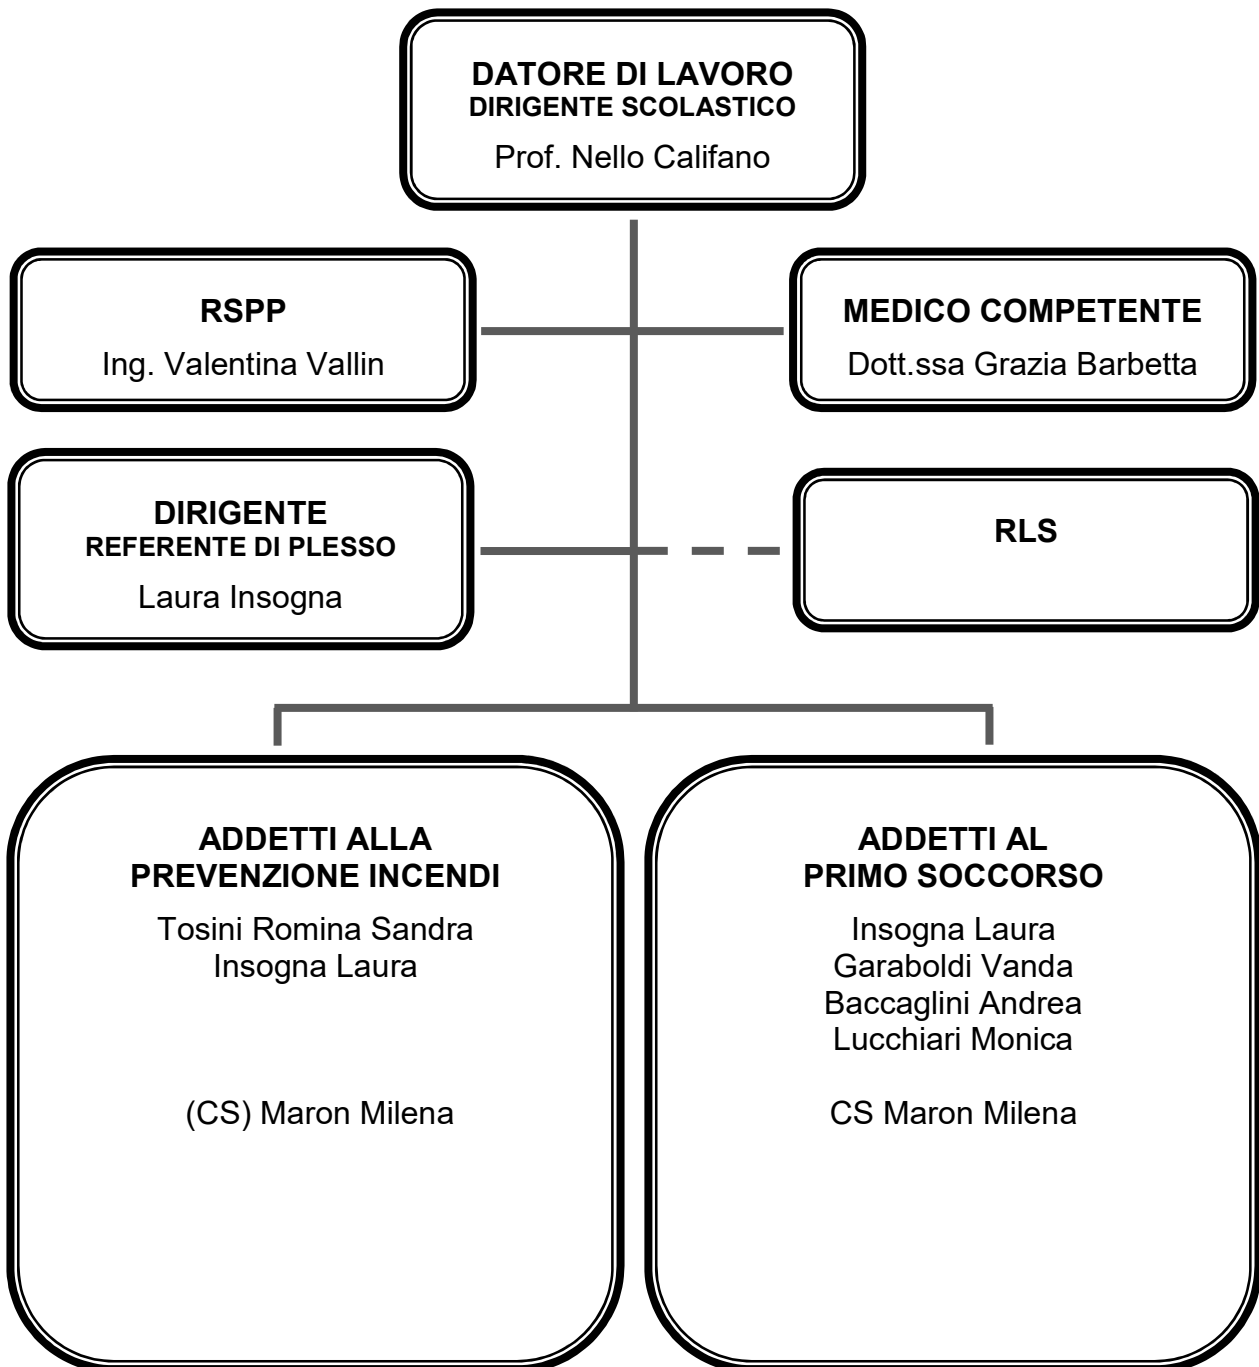 DATORE DI LAVORO
DIRIGENTE SCOLASTICO
Prof. Nello Califano
RSPP
Ing. Valentina Vallin
MEDICO COMPETENTE
Dott.ssa Grazia Barbetta
DIRIGENTE
REFERENTE DI PLESSO
Laura Insogna
RLS
ADDETTI ALLA
PREVENZIONE INCENDI
Tosini Romina Sandra
Insogna Laura
(CS) Maron Milena
ADDETTI AL
PRIMO SOCCORSO
Insogna Laura
Garaboldi Vanda
Baccaglini Andrea
Lucchiari Monica
CS Maron Milena